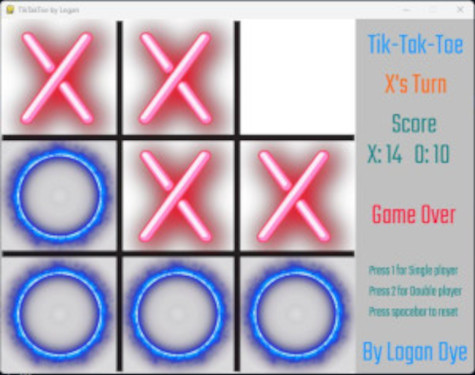 TikTakToe by Logan
Tik-Tak-Toe
X's Turn
Score
X: 14 O: 10
Game Over
Press 1 for Single player
Press 2 for Double player
Press spacebar to reset
By Logan Dye